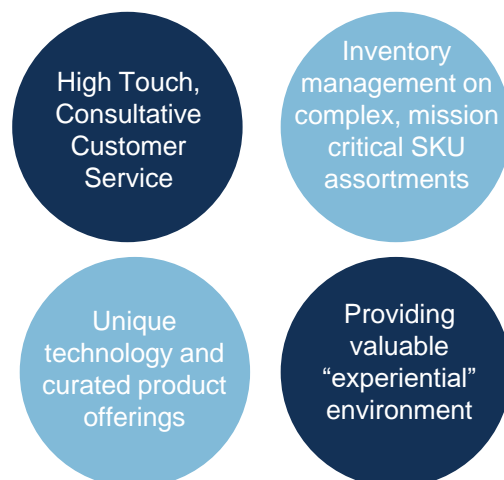 High Touch,
Consultative
Customer
Service
Inventory
management on
complex, mission
critical SKU
assortments
Unique
technology and
curated product
offerings
Providing
valuable
“experiential”
environment